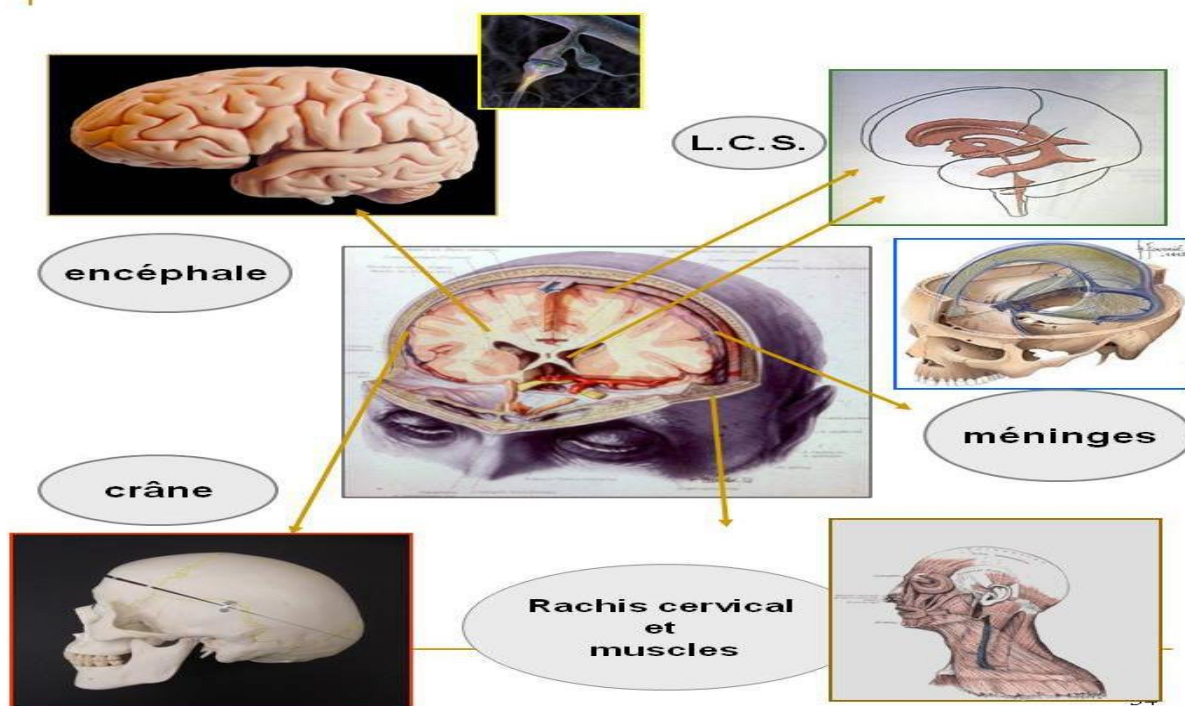 L.C.S.
encéphale
méninges
crâne
Rachis cervical
et
muscles